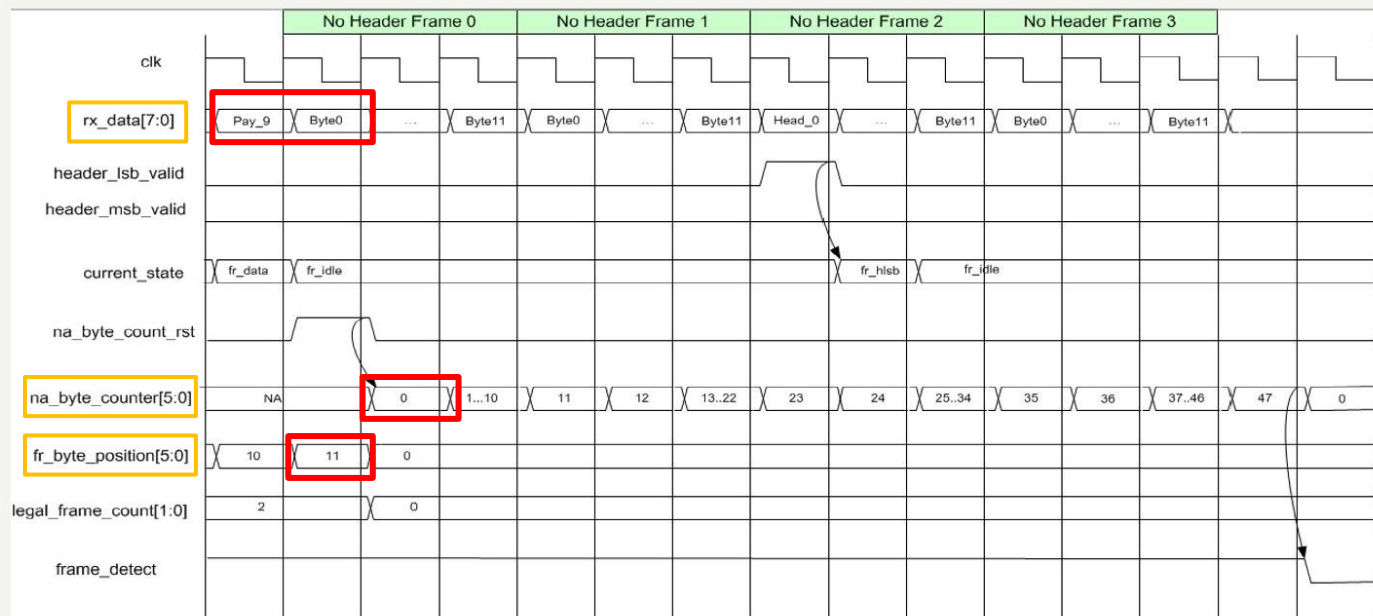 No Header Frame 0 No Header Frame 1 No Header Frame 2 No Header Frame 3
clk
rx_data[7:0] Pay_9 Byte0 ... Byte11 Byte0 ... Byte11 Head_0 ... Byte11 Byte0 ... Byte11
header_lsb_valid
header_msb_valid
current_state fr_data fr_idle fr_hlsb fr_idle
na_byte_count_rst
na_byte_counter[5:0] NA 0 1...10 11 12 13..22 23 24 25..34 35 36 37..46 47 0
fr_byte_position[5:0] 10 11 0
legal_frame_count[1:0] 2 0
frame_detect